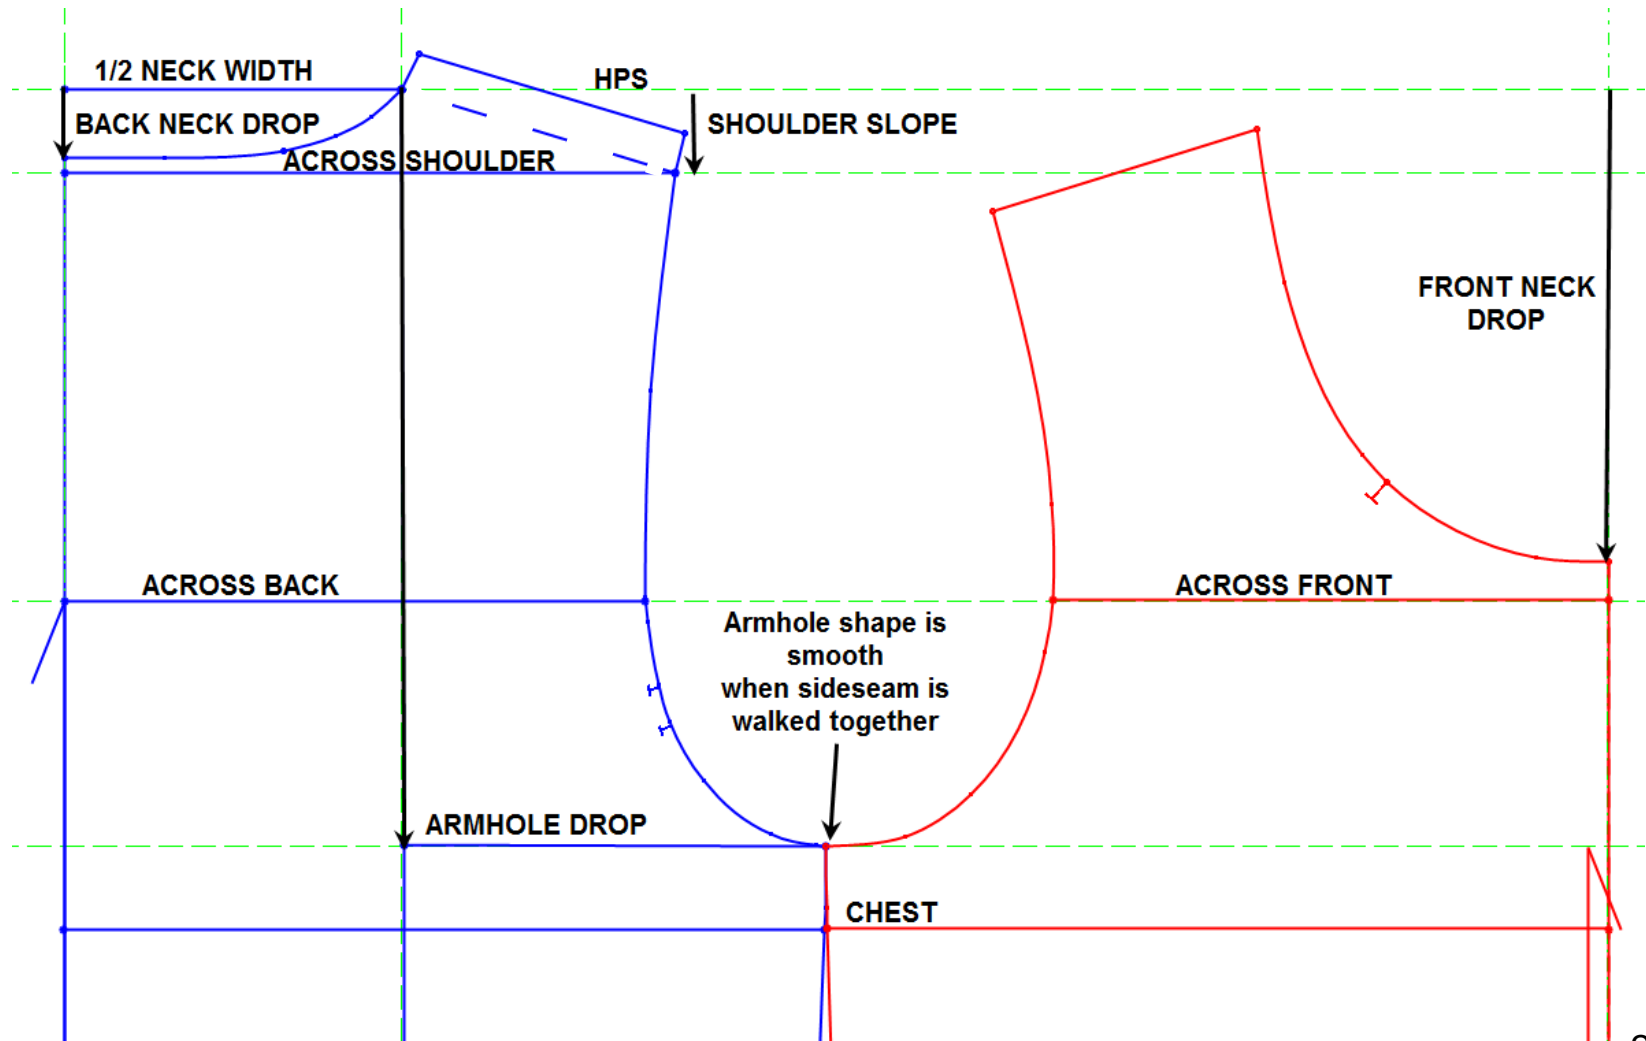 1/2 NECK WIDTH
HPS
BACK NECK DROP
SHOULDER SLOPE
ACROSS SHOULDER
FRONT NECK
DROP
ACROSS BACK
ACROSS FRONT
Armhole shape is
smooth
when sideseam is
walked together
ARMHOLE DROP
CHEST